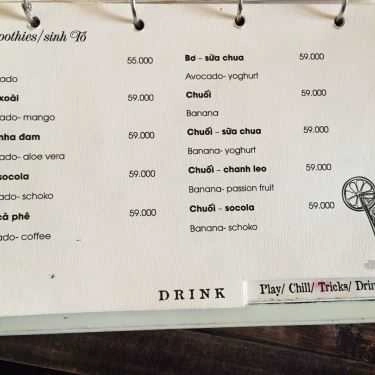 oothies/sinh Tố
55.000
ado
xoài 59.000
ado- mango
nha đam 59.000
ado- aloe vera
socola 59.000
ado- schoko
cà phê 59.000
ado- coffee
Bơ – sữa chua 59.000
Avocado- yoghurt
Chuối 59.000
Banana
Chuối – sữa chua 59.000
Banana- yoghurt
Chuối – chanh leo 59.000
Banana- passion fruit
Chuối – socola 59.000
Banana- schoko
DRINK
Play/ Chill/ Tricks/ Drin